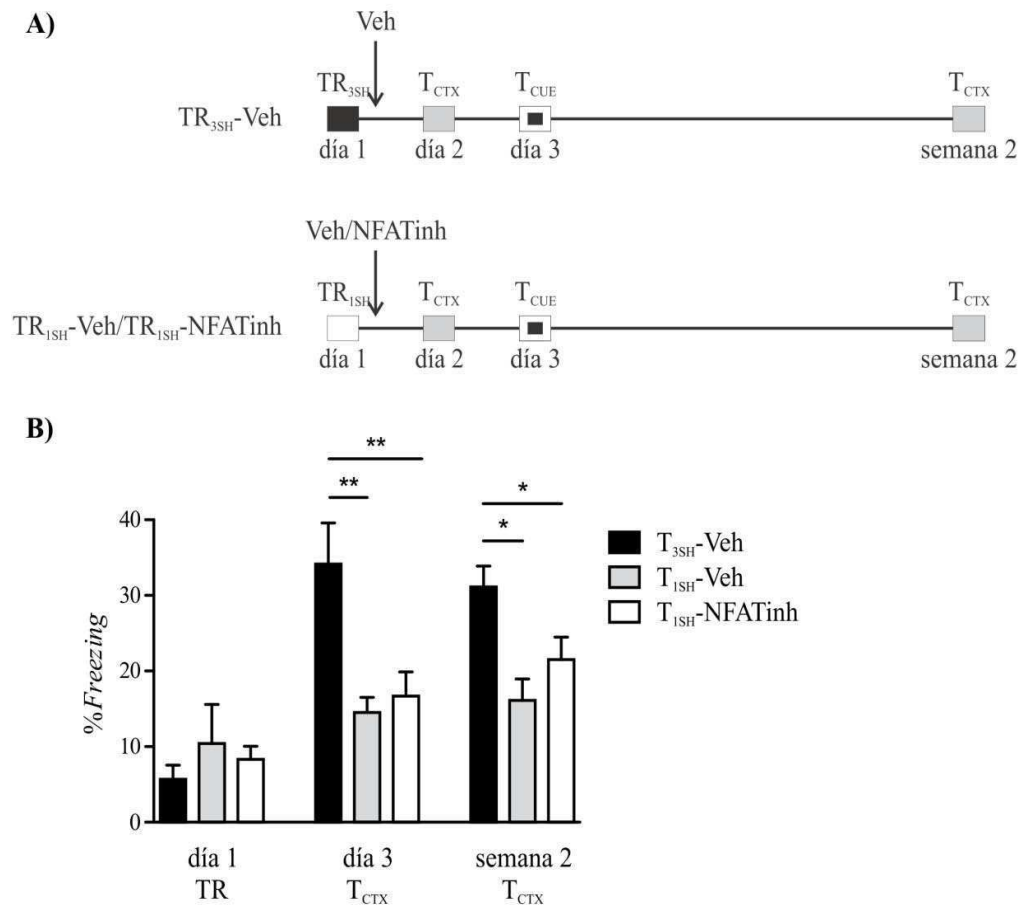 A)
Veh
TR3SH TCTX TCUE TCTX
TR3SH-Veh
día 1 día 2 día 3 semana 2
Veh/NFATinh
TR1SH TCTX TCUE TCTX
TR1SH-Veh/TR1SH-NFATinh
día 1 día 2 día 3 semana 2
B)
** 
**
*
*
40
30
20
10
0
%Freezing
T3SH-Veh
T1SH-Veh
T1SH-NFATinh
día 1 día 3 semana 2
TR TCTX TCTX